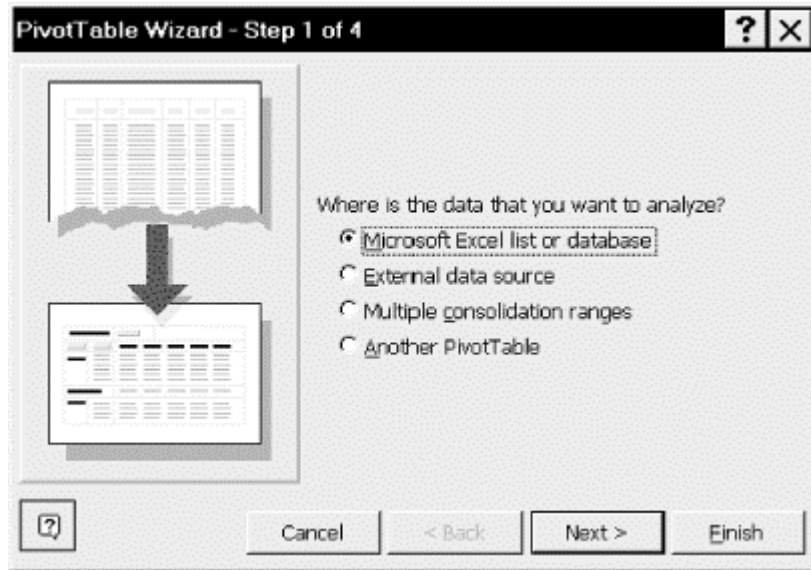 PivotTable Wizard - Step 1 of 4
Where is the data that you want to analyze?
Microsoft Excel list or database
External data source
Multiple consolidation ranges
Another PivotTable
Cancel
< Back
Next >
Finish